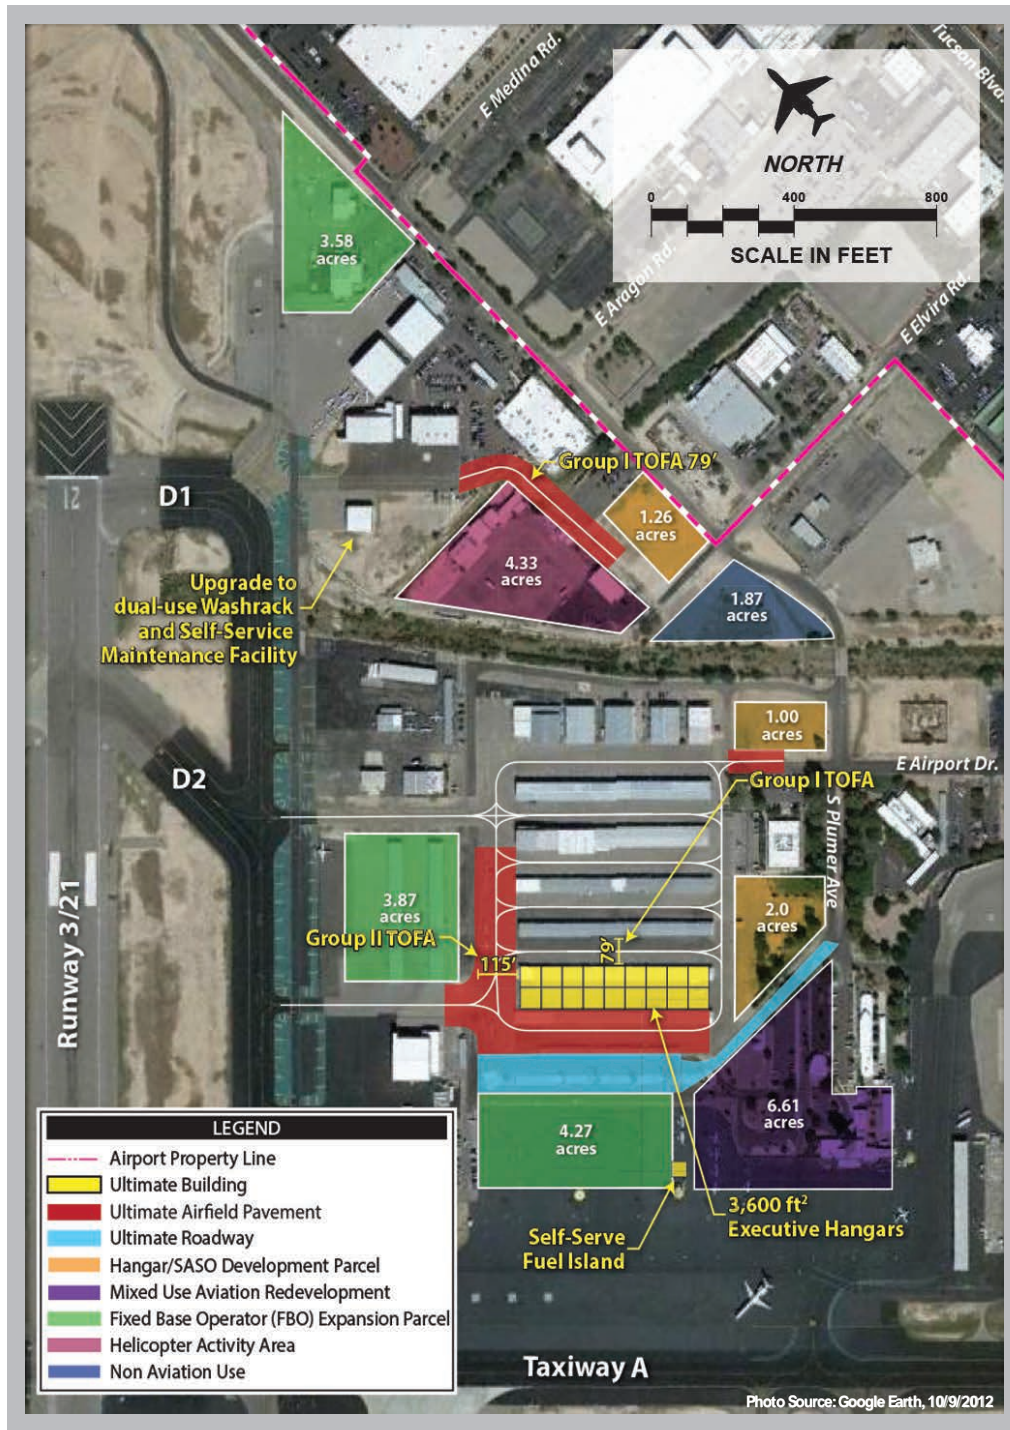 E Medina Rd.
Tucson Blvd.
NORTH
0 400 800
SCALE IN FEET
E Aragon Rd.
E Elvira Rd.
3.58
acres
Group I TOFA 79'
21
D1
1.26
acres
4.33
acres
1.87
acres
Upgrade to
dual-use Washrack
and Self-Service
Maintenance Facility
1.00
acres
E Airport Dr.
D2
Group I TOFA
S Plumer Ave
3.87
acres
2.0
acres
Group II TOFA
115'
79'
Runway 3/21
6.61
acres
4.27
acres
3,600 ft²
Executive Hangars
Self-Serve
Fuel Island
LEGEND
Airport Property Line
Ultimate Building
Ultimate Airfield Pavement
Ultimate Roadway
Hangar/SASO Development Parcel
Mixed Use Aviation Redevelopment
Fixed Base Operator (FBO) Expansion Parcel
Helicopter Activity Area
Non Aviation Use
Taxiway A
Photo Source: Google Earth, 10/9/2012